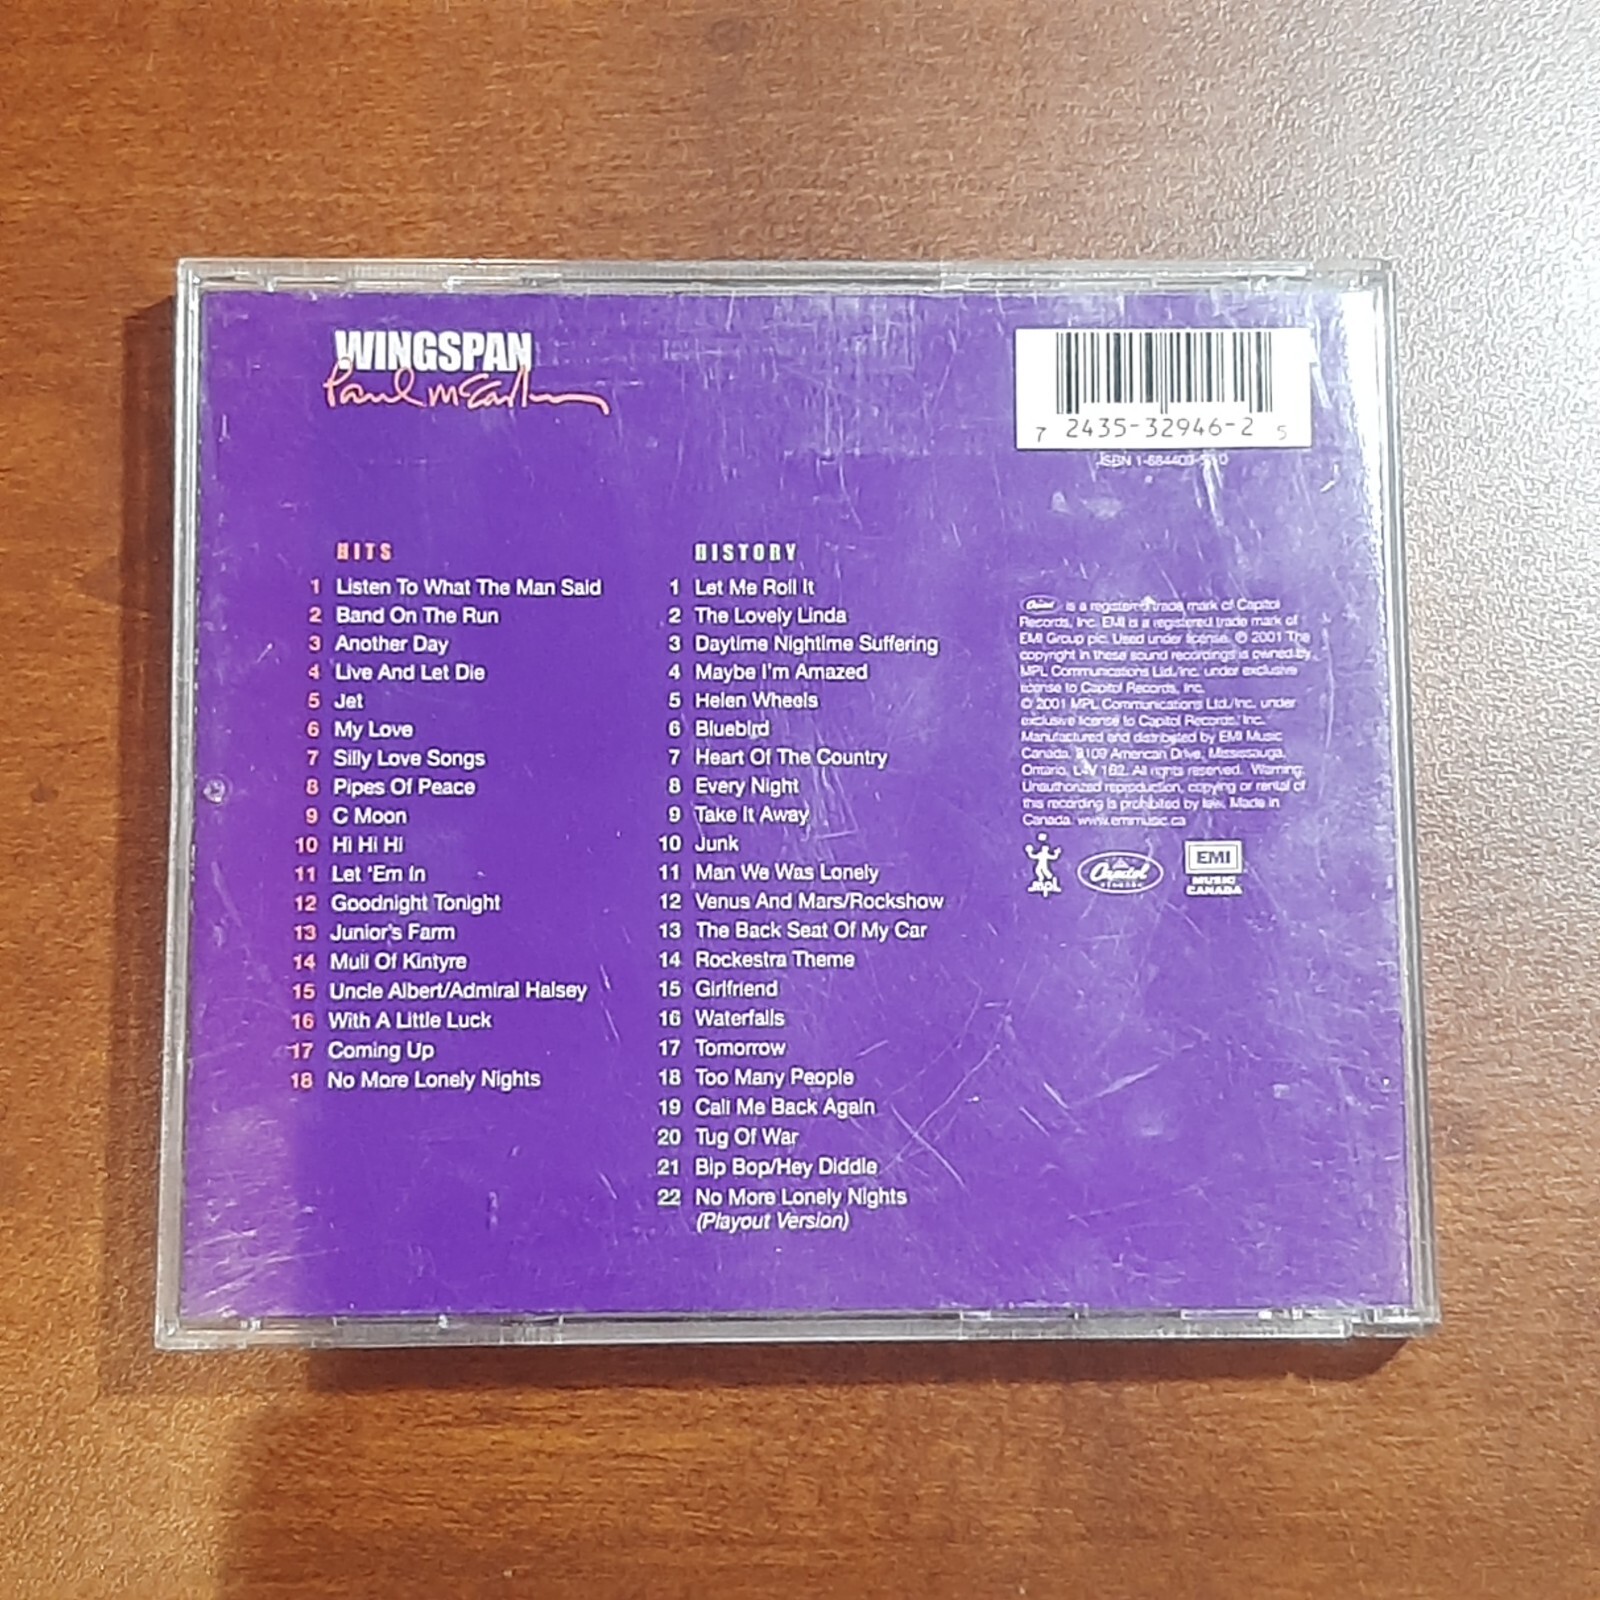 WINGSPAN
Paul McCartney
7 2435-32946-2 5
HITS
1 Listen To What The Man Said
2 Band On The Run
3 Another Day
4 Live And Let Die
5 Jet
6 My Love
7 Silly Love Songs
8 Pipes Of Peace
9 C Moon
10 Hi Hi Hi
11 Let 'Em In
12 Goodnight Tonight
13 Junior's Farm
14 Mull Of Kintyre
15 Uncle Albert/Admiral Halsey
16 With A Little Luck
17 Coming Up
18 No More Lonely Nights
HISTORY
1 Let Me Roll It
2 The Lovely Linda
3 Daytime Nightime Suffering
4 Maybe I'm Amazed
5 Helen Wheels
6 Bluebird
7 Heart Of The Country
8 Every Night
9 Take It Away
10 Junk
11 Man We Was Lonely
12 Venus And Mars/Rockshow
13 The Back Seat Of My Car
14 Rockestra Theme
15 Girlfriend
16 Waterfalls
17 Tomorrow
18 Too Many People
19 Call Me Back Again
20 Tug Of War
21 Bip Bop/Hey Diddle
22 No More Lonely Nights
(Playout Version)
Capitol is a registered trade mark of Capitol
Records, Inc. EMI is a registered trade mark of
EMI Group plc. Used under license. ℗ 2001 The
copyright in these sound recordings is owned by
MPL Communications Ltd./Inc. under exclusive
license to Capitol Records, Inc.
© 2001 MPL Communications Ltd./Inc. under
exclusive license to Capitol Records, Inc.
Manufactured and distributed by EMI Music
Canada, 3109 American Drive, Mississauga,
Ontario, L4V 1B2. All rights reserved. Warning:
Unauthorized reproduction, copying or rental of
this recording is prohibited by law. Made in
Canada. www.emimusic.ca
mpl
Capitol
RECORDS
EMI
MUSIC
CANADA